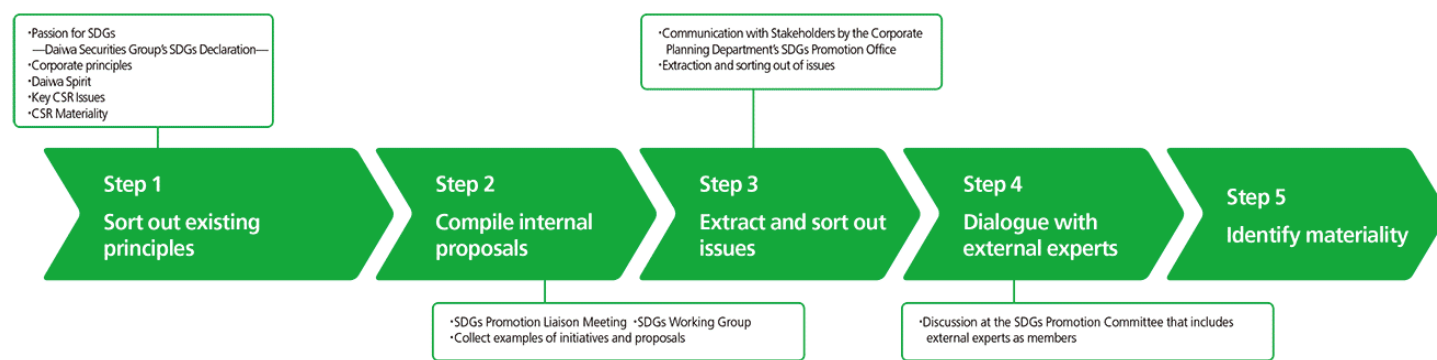 ・Passion for SDGs
—Daiwa Securities Group's SDGs Declaration—
・Corporate principles
・Daiwa Spirit
・Key CSR Issues
・CSR Materiality
・Communication with Stakeholders by the Corporate
Planning Department's SDGs Promotion Office
・Extraction and sorting out of issues
Step 1
Sort out existing
principles
Step 2
Compile internal
proposals
Step 3
Extract and sort out
issues
Step 4
Dialogue with
external experts
Step 5
Identify materiality
・SDGs Promotion Liaison Meeting ・SDGs Working Group
・Collect examples of initiatives and proposals
・Discussion at the SDGs Promotion Committee that includes
external experts as members